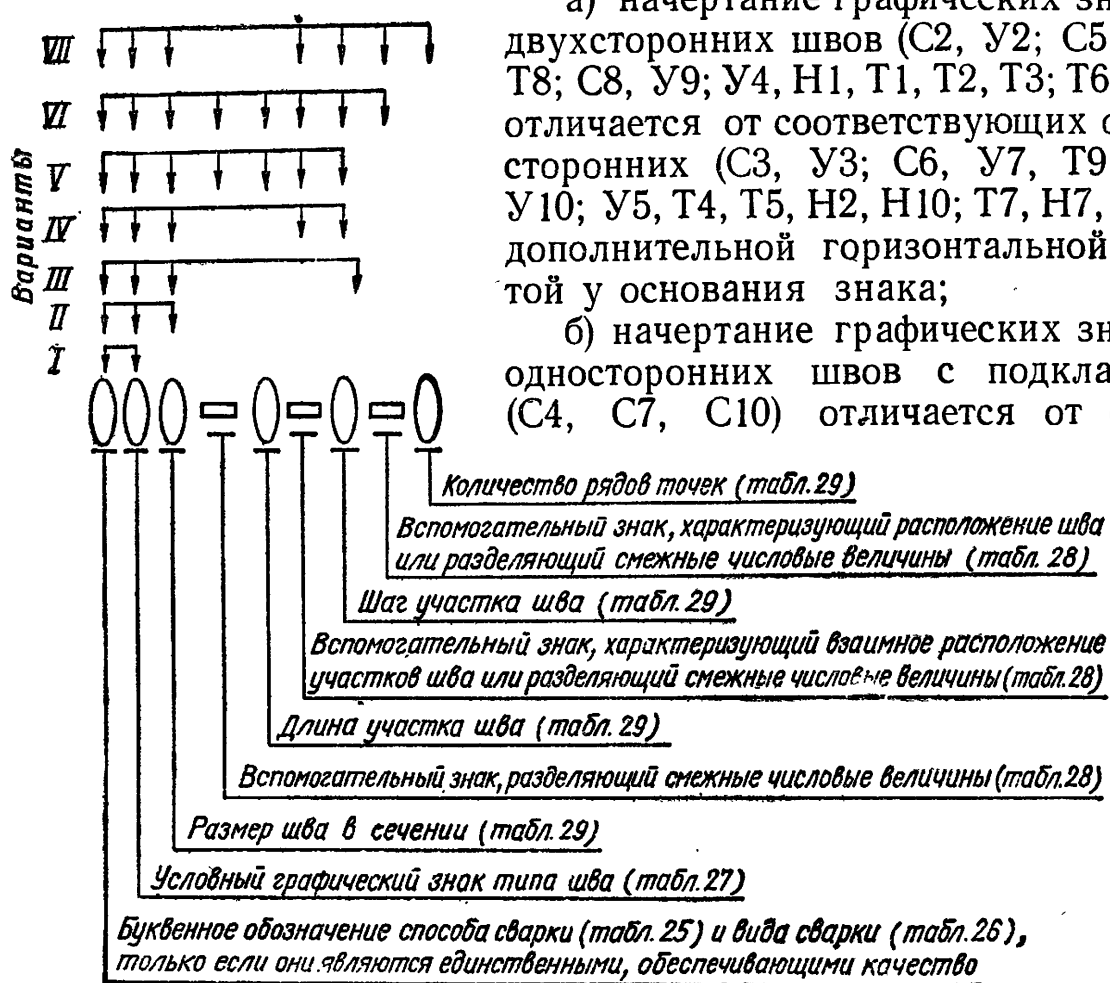 а) начертание графических
двухсторонних швов (С2, У2; С5
Т8; С8, У9; У4, Н1, Т1, Т2, Т3; Т6
отличается от соответствующих
сторонних (С3, У3; С6, У7, Т9
У10; У5, Т4, Т5, Н2, Н10; Т7, Н7,
дополнительной горизонтальной
той у основания знака;
б) начертание графических
односторонних швов с
(С4, С7, С10) отличается от
Варианты
VII
VI
V
IV
III
II
I
Количество рядов точек (табл. 29)
Вспомогательный знак, характеризующий расположение шва
или разделяющий смежные числовые величины (табл. 28)
Шаг участка шва (табл. 29)
Вспомогательный знак, характеризующий взаимное расположение
участков шва или разделяющий смежные числовые величины (табл. 28)
Длина участка шва (табл. 29)
Вспомогательный знак, разделяющий смежные числовые величины (табл. 28)
Размер шва в сечении (табл. 29)
Условный графический знак типа шва (табл. 27)
Буквенное обозначение способа сварки (табл. 25) и вида сварки (табл. 26),
только если они являются единственными, обеспечивающими качество